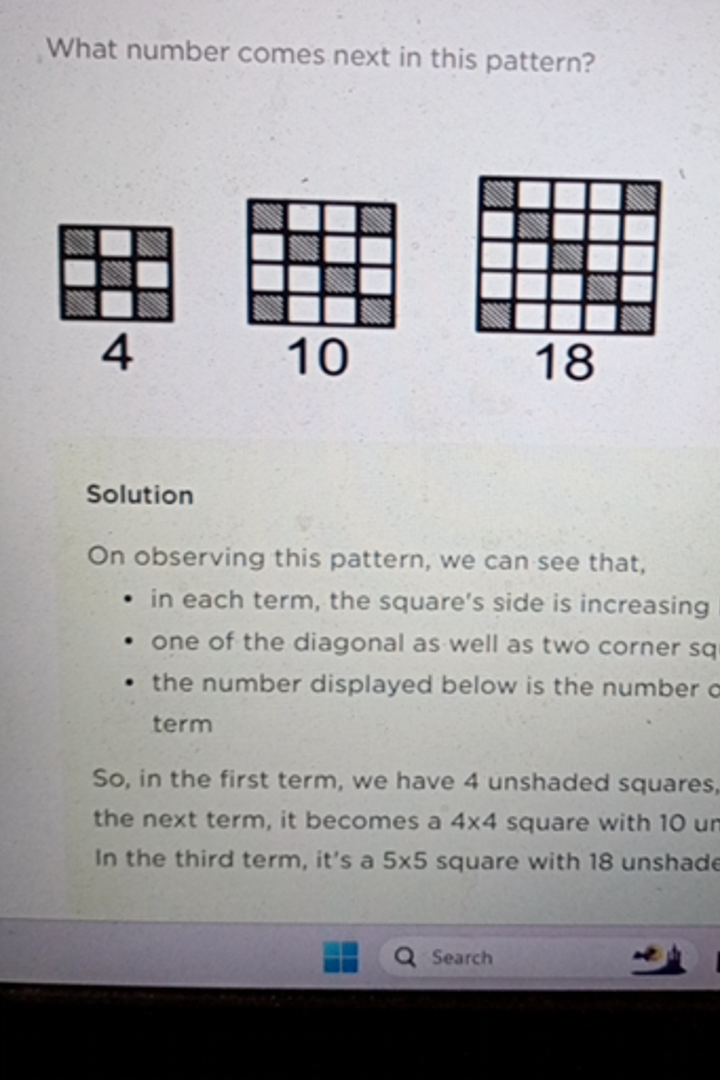 What number comes next in this pattern?
4 10 18
Solution
On observing this pattern, we can see that,
• in each term, the square's side is increasing
• one of the diagonal as well as two corner
• the number displayed below is the number
term
So, in the first term, we have 4 unshaded squares,
the next term, it becomes a 4x4 square with 10
In the third term, it's a 5x5 square with 18
Search